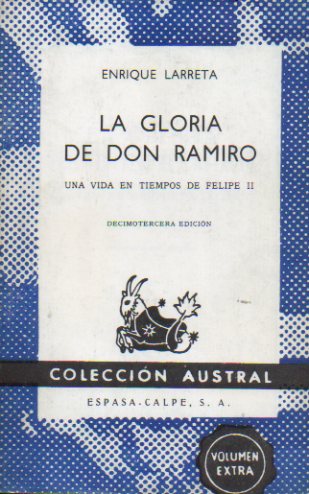 ENRIQUE LARRETA
LA GLORIA
DE DON RAMIRO
UNA VIDA EN TIEMPOS DE FELIPE II
DECIMOTERCERA EDICIÓN
COLECCIÓN AUSTRAL
ESPASA-CALPE, S. A.
VOLUMEN
EXTRA